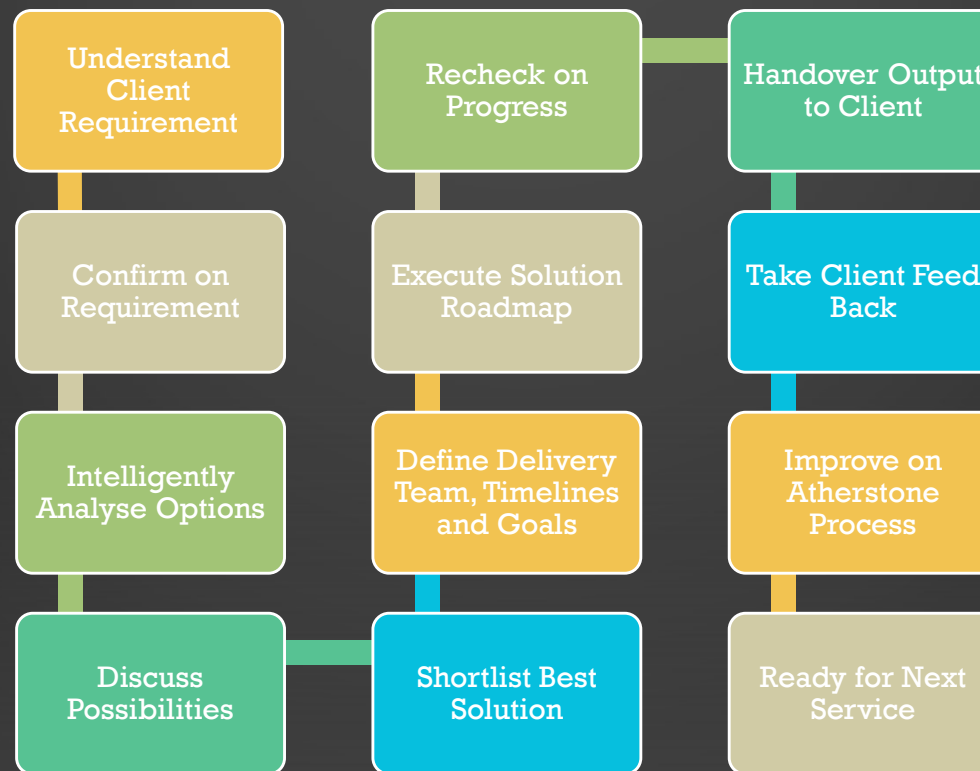 Understand
Client
Requirement
Confirm on
Requirement
Intelligently
Analyse Options
Discuss
Possibilities
Shortlist Best
Solution
Define Delivery
Team, Timelines
and Goals
Execute Solution
Roadmap
Recheck on
Progress
Handover Output
to Client
Take Client Feed
Back
Improve on
Atherstone
Process
Ready for Next
Service